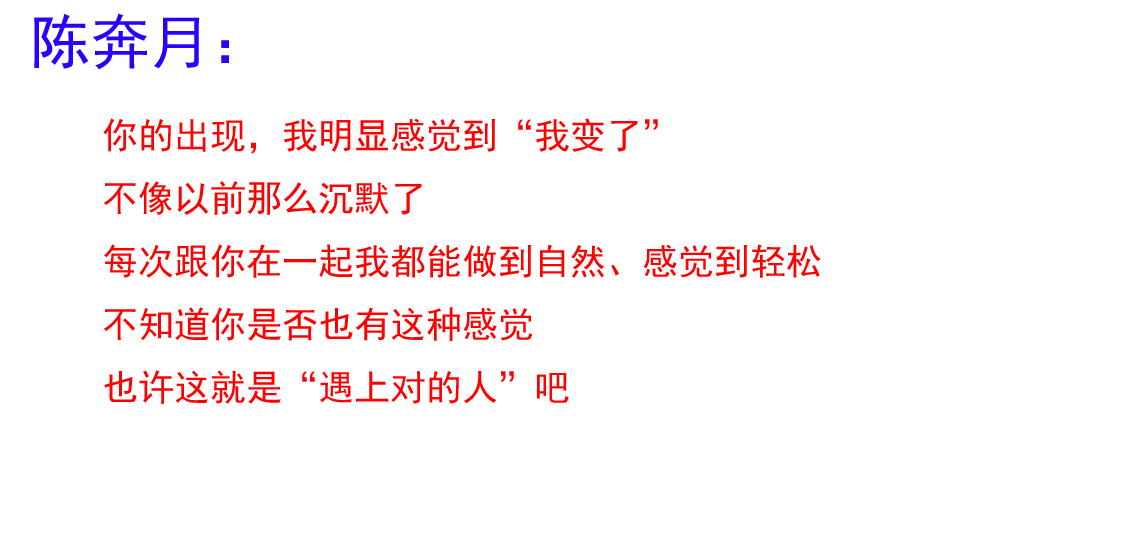 陈奔月：
你的出现，我明显感觉到“我变了”
不像以前那么沉默了
每次跟你在一起我都能做到自然、感觉到轻松
不知道你是否也有这种感觉
也许这就是“遇上对的人”吧